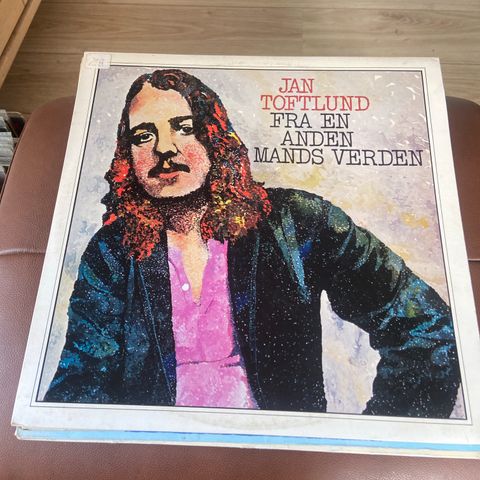 JAN
TOFTLUND
FRA EN
ANDEN
MANDS VERDEN